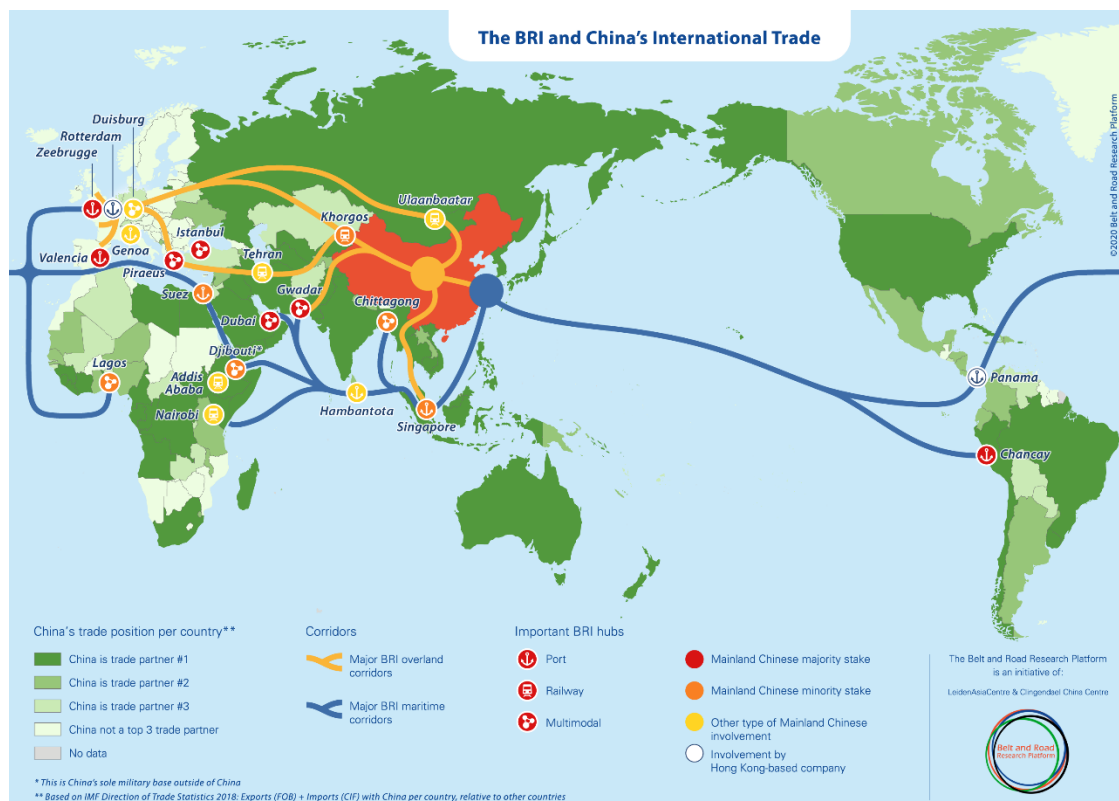 The BRI and China's International Trade
©2020 Belt and Road Research Platform
Duisburg
Rotterdam
Zeebrugge
Ulaanbaatar
Khorgos
Istanbul
Genoa
Tehran
Valencia
Piraeus
Suez
Gwadar
Chittagong
Dubai
Djibouti*
Lagos
Addis
Ababa
Nairobi
Hambantota
Singapore
Panama
Chancay
China's trade position per country**
China is trade partner #1
China is trade partner #2
China is trade partner #3
China not a top 3 trade partner
No data
Corridors
Major BRI overland
corridors
Major BRI maritime
corridors
Important BRI hubs
Port
Railway
Multimodal
Mainland Chinese majority stake
Mainland Chinese minority stake
Other type of Mainland Chinese
involvement
Involvement by
Hong Kong-based company
The Belt and Road Research Platform
is an initiative of:
LeidenAsiaCentre & Clingendael China Centre
Belt and Road
Research Platform
* This is China's sole military base outside of China
** Based on IMF Direction of Trade Statistics 2018: Exports (FOB) + Imports (CIF) with China per country, relative to other countries